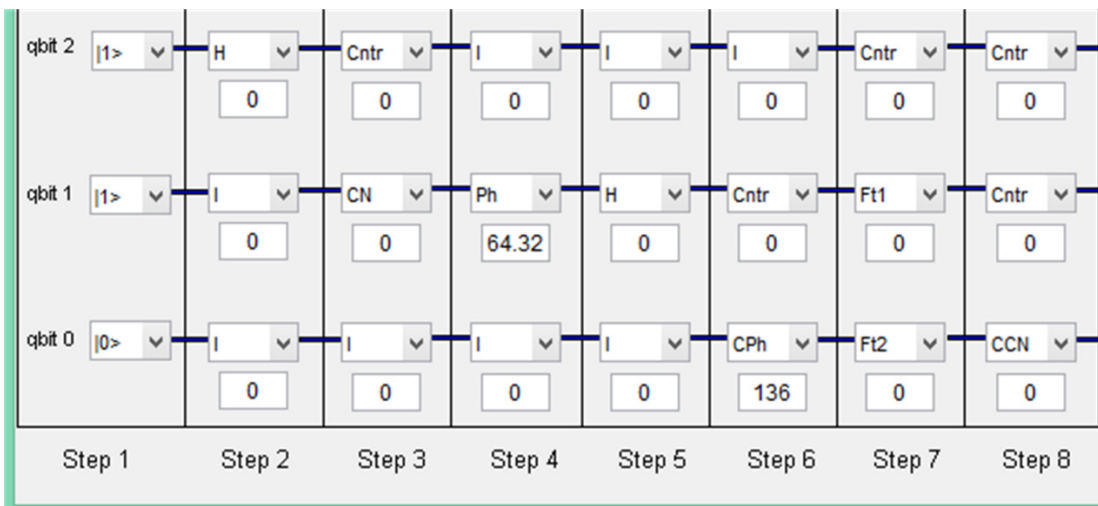 qbit 2 |1> H Cntr I I I Cntr Cntr
0 0 0 0 0 0 0
qbit 1 |1> I CN Ph H Cntr Ft1 Cntr
0 0 64.32 0 0 0 0
qbit 0 |0> I I I I CPh Ft2 CCN
0 0 0 0 136 0 0
Step 1 Step 2 Step 3 Step 4 Step 5 Step 6 Step 7 Step 8